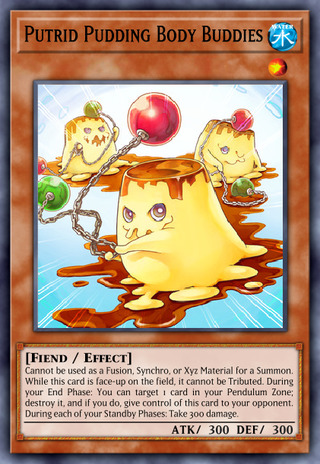 PUTRID PUDDING BODY BUDDIES
WATER
水
[FIEND / EFFECT]
Cannot be used as a Fusion, Synchro, or Xyz Material for a Summon.
While this card is face-up on the field, it cannot be Tributed. During
your End Phase: You can target 1 card in your Pendulum Zone;
destroy it, and if you do, give control of this card to your opponent.
During each of your Standby Phases: Take 300 damage.
ATK/ 300 DEF/ 300